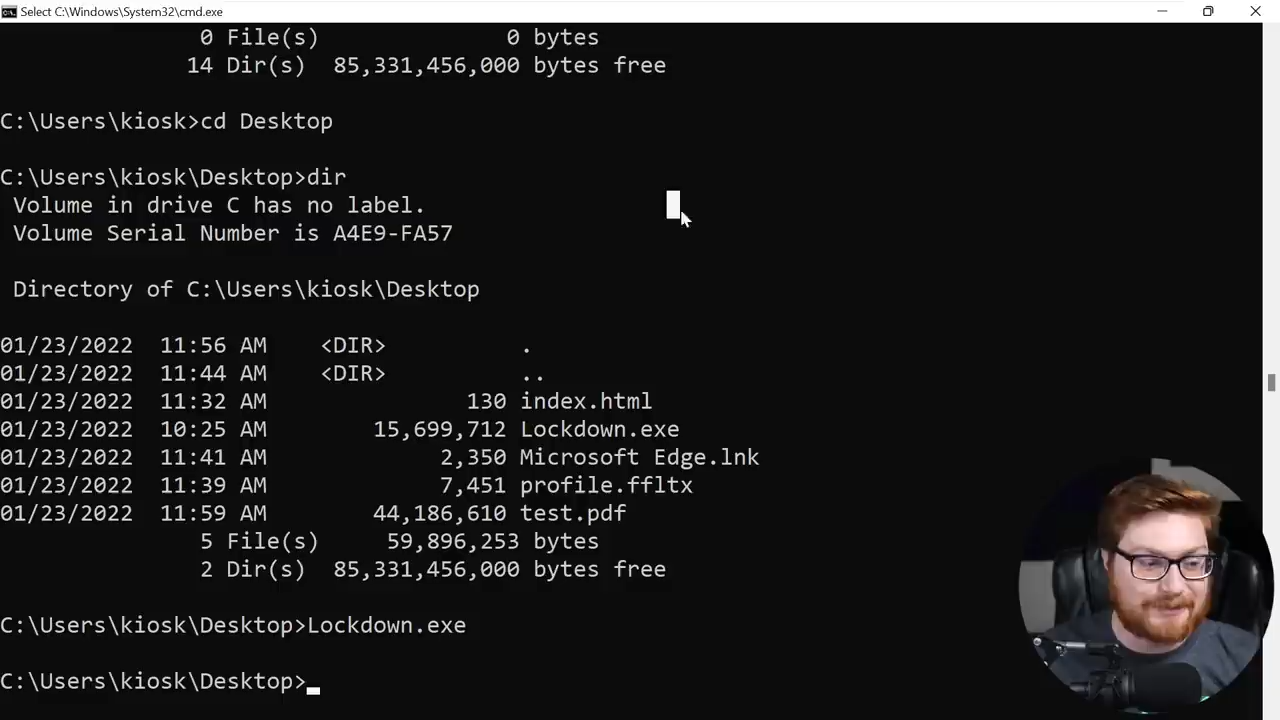 Select C:\Windows\System32\cmd.exe
0 File(s) 0 bytes
14 Dir(s) 85,331,456,000 bytes free
C:\Users\kiosk>cd Desktop
C:\Users\kiosk\Desktop>dir
Volume in drive C has no label.
Volume Serial Number is A4E9-FA57
Directory of C:\Users\kiosk\Desktop
01/23/2022 11:56 AM <DIR> .
01/23/2022 11:44 AM <DIR> ..
01/23/2022 11:32 AM 130 index.html
01/23/2022 10:25 AM 15,699,712 Lockdown.exe
01/23/2022 11:41 AM 2,350 Microsoft Edge.lnk
01/23/2022 11:39 AM 7,451 profile.ffltx
01/23/2022 11:59 AM 44,186,610 test.pdf
5 File(s) 59,896,253 bytes
2 Dir(s) 85,331,456,000 bytes free
C:\Users\kiosk\Desktop>Lockdown.exe
C:\Users\kiosk\Desktop>